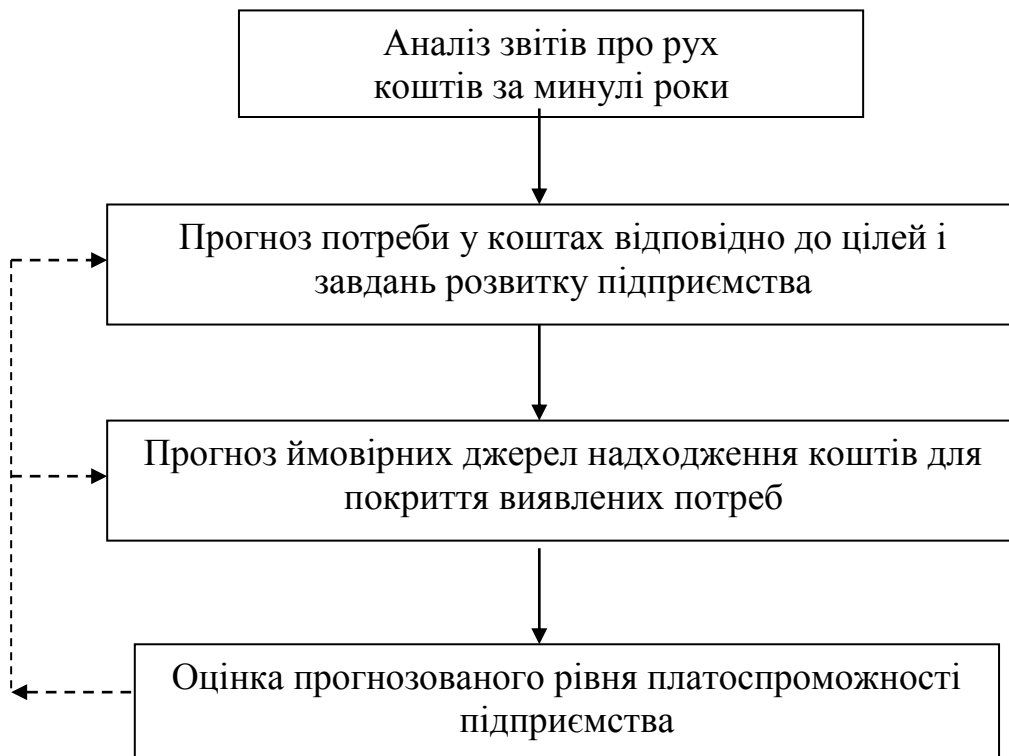 Аналіз звітів про рух
коштів за минулі роки
Прогноз потреби у коштах відповідно до цілей і
завдань розвитку підприємства
Прогноз ймовірних джерел надходження коштів для
покриття виявлених потреб
Оцінка прогнозованого рівня платоспроможності
підприємства